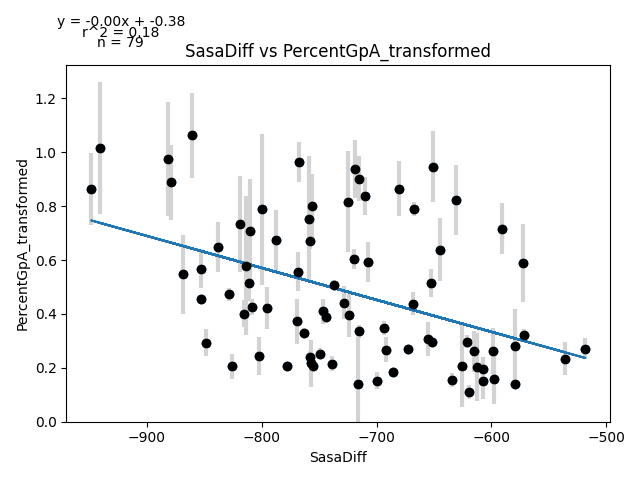 y = -0.00x + -0.38
r^2 = 0.18
n = 79
SasaDiff vs PercentGpA_transformed
PercentGpA_transformed
1.2
1.0
0.8
0.6
0.4
0.2
0.0
−900 −800 −700 −600 −500
SasaDiff